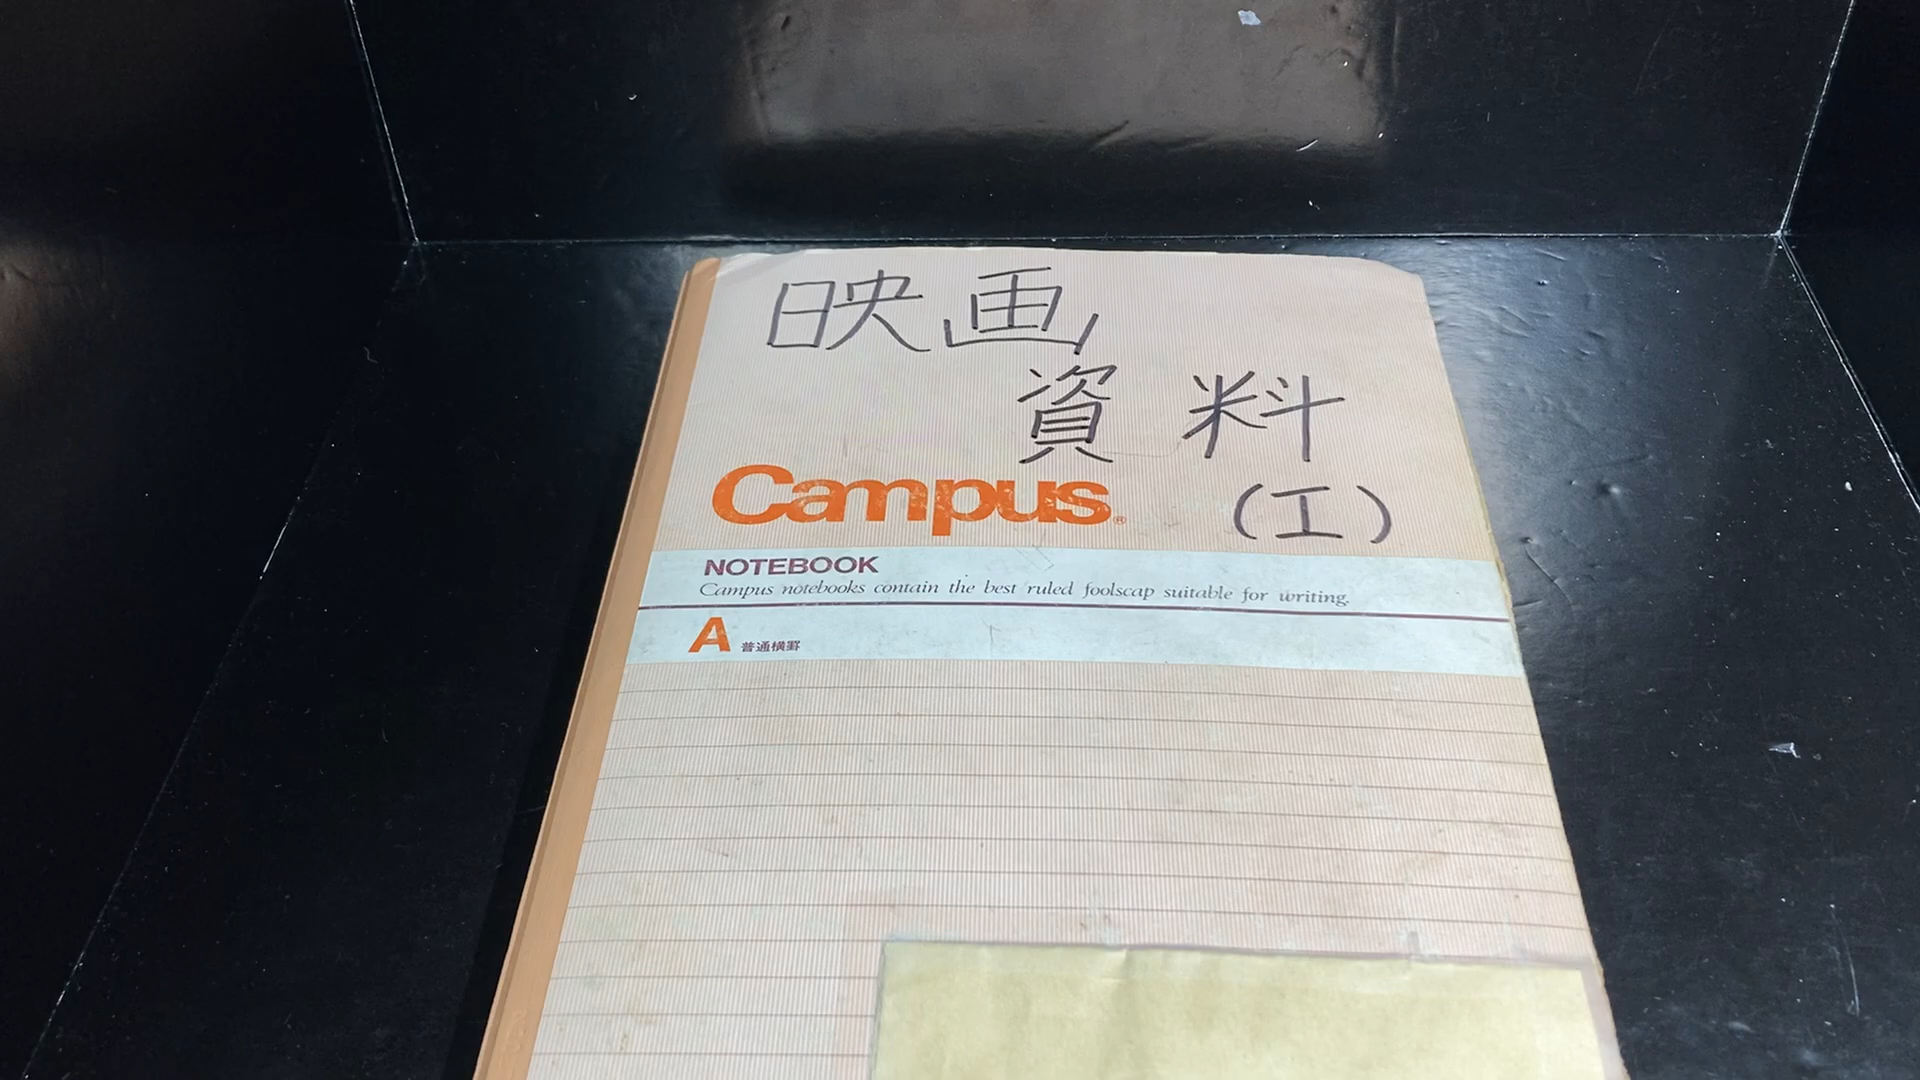 映画
資料
Campus®
(I)
NOTEBOOK
Campus notebooks contain the best ruled foolscap suitable for writing.
A 普通横罫